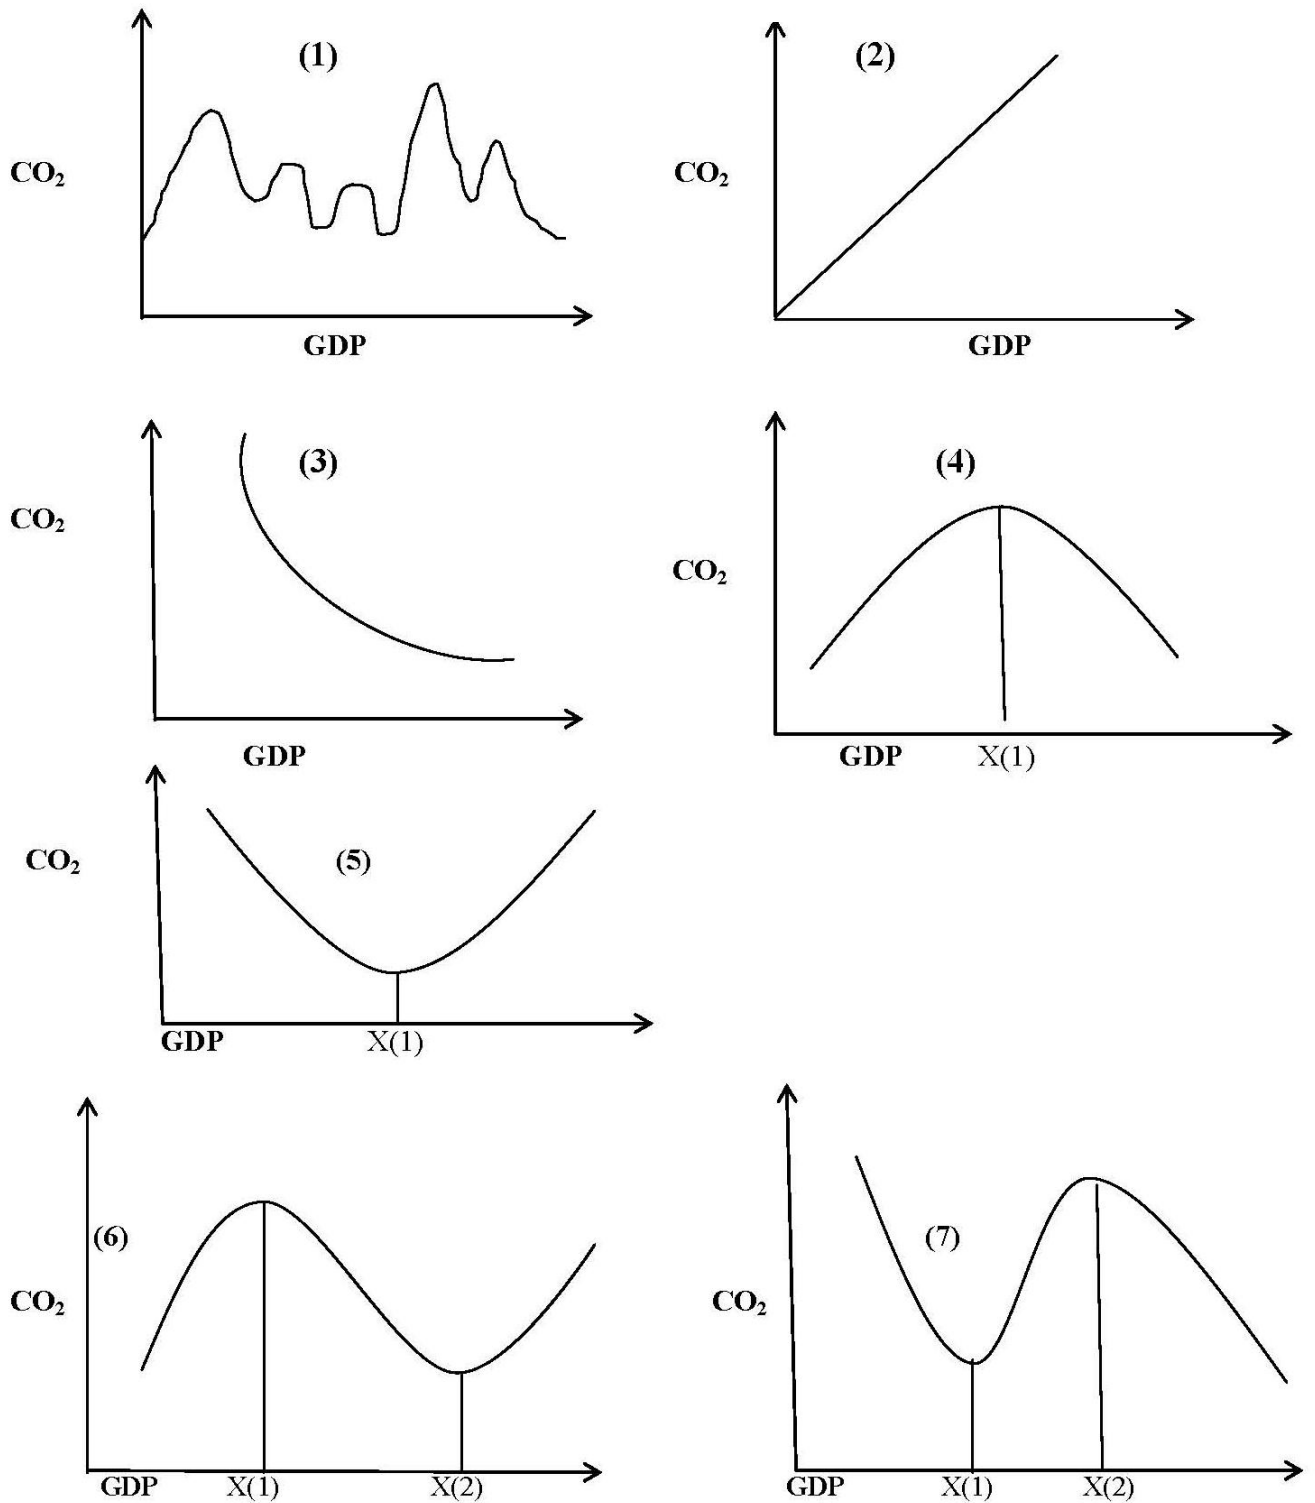 (1)
CO₂
GDP
(2)
CO₂
GDP
(3)
CO₂
GDP
(4)
CO₂
GDP X(1)
(5)
CO₂
GDP X(1)
(6)
CO₂
GDP X(1) X(2)
(7)
CO₂
GDP X(1) X(2)